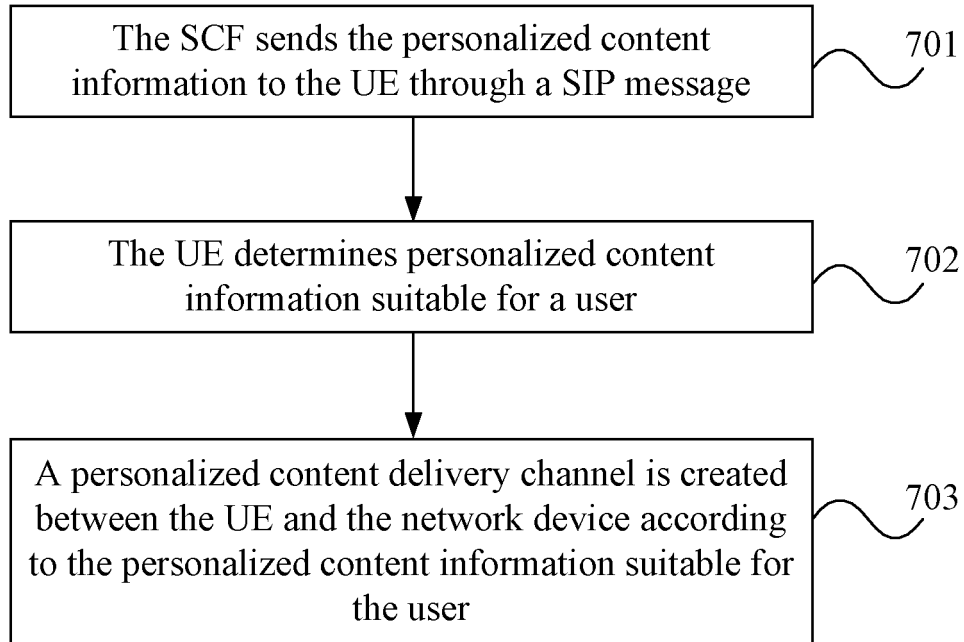 The SCF sends the personalized content
information to the UE through a SIP message
701
The UE determines personalized content
information suitable for a user
702
A personalized content delivery channel is created
between the UE and the network device according
to the personalized content information suitable for
the user
703